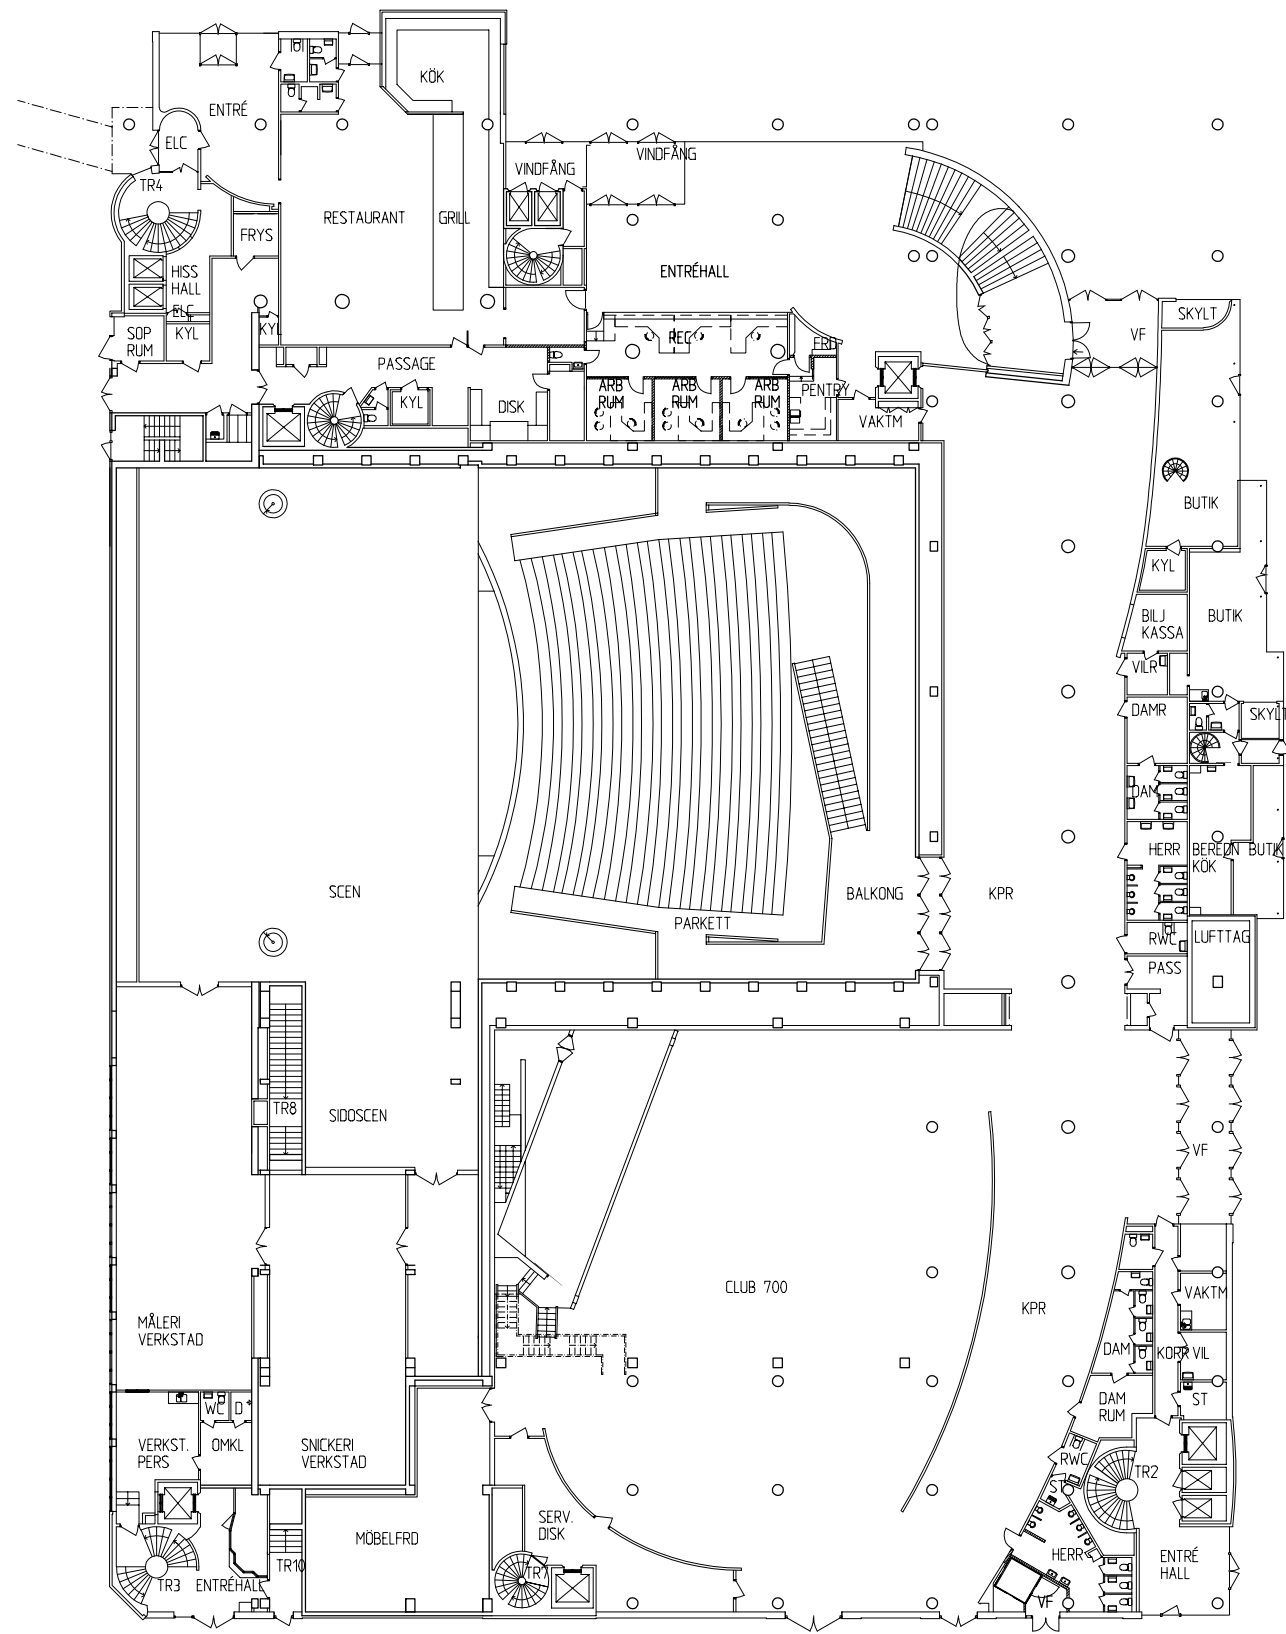 KÖK
ENTRÉ
ELC
VINDFÅNG
VINDFÅNG
TR4
RESTAURANT
GRILL
FRYS
HISS
HALL
ELC
ENTRÉHALL
SOP
RUM
KYL
KYL
REC
FRD
SKYLT
VF
PASSAGE
KYL
DISK
ARB
RUM
ARB
RUM
ARB
RUM
PENTRY
VAKTM
BUTIK
KYL
BILJ
KASSA
BUTIK
VILR
DAMR
SKYLT
DAM
HERR
BEREDN
KÖK
BUTIK
SCEN
PARKETT
BALKONG
KPR
RWC
LUFTTAG
PASS
TR8
SIDOSCEN
VF
CLUB 700
KPR
VAKTM
MÅLERI
VERKSTAD
DAM
KORR
VIL
DAM
RUM
ST
WC
D
VERKST.
PERS
OMKL
SNICKERI
VERKSTAD
RWC
TR2
ST
SERV.
DISK
MÖBELFRD
TR10
TR3
ENTRÉHALL
TR7
HERR
ENTRÉ
HALL
VF